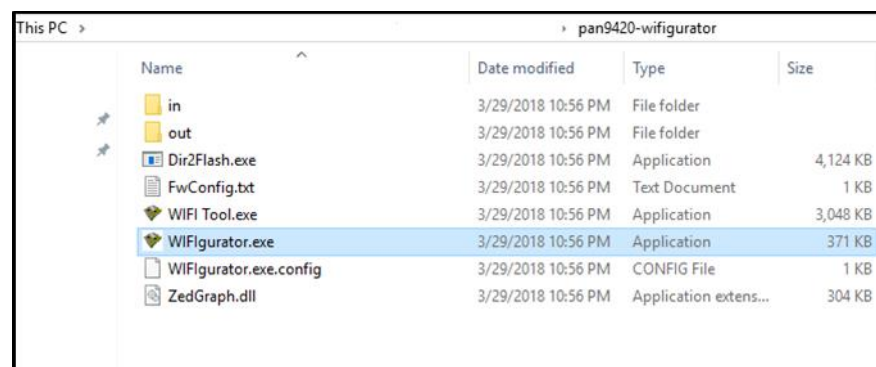 This PC > > pan9420-wifigurator
Name Date modified Type Size
in 3/29/2018 10:56 PM File folder
out 3/29/2018 10:56 PM File folder
Dir2Flash.exe 3/29/2018 10:56 PM Application 4,124 KB
FwConfig.txt 3/29/2018 10:56 PM Text Document 1 KB
WIFI Tool.exe 3/29/2018 10:56 PM Application 3,048 KB
WIFIgurator.exe 3/29/2018 10:56 PM Application 371 KB
WIFIgurator.exe.config 3/29/2018 10:56 PM CONFIG File 1 KB
ZedGraph.dll 3/29/2018 10:56 PM Application extens... 304 KB